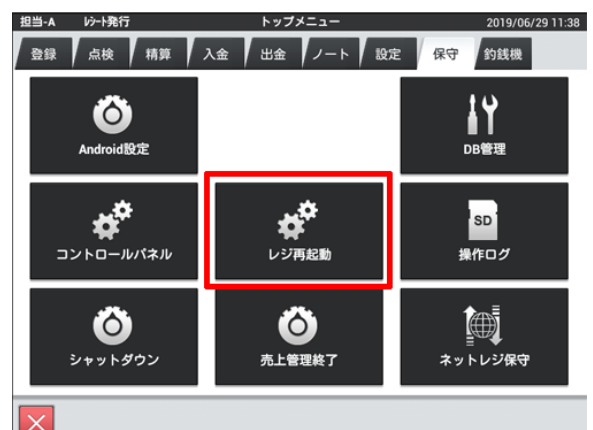 担当-A ﾚｼｰﾄ発行 トップメニュー 2019/06/29 11:38
登録 点検 精算 入金 出金 ノート 設定 保守 釣銭機
Android設定 DB管理
SD
コントロールパネル レジ再起動 操作ログ
シャットダウン 売上管理終了 ネットレジ保守